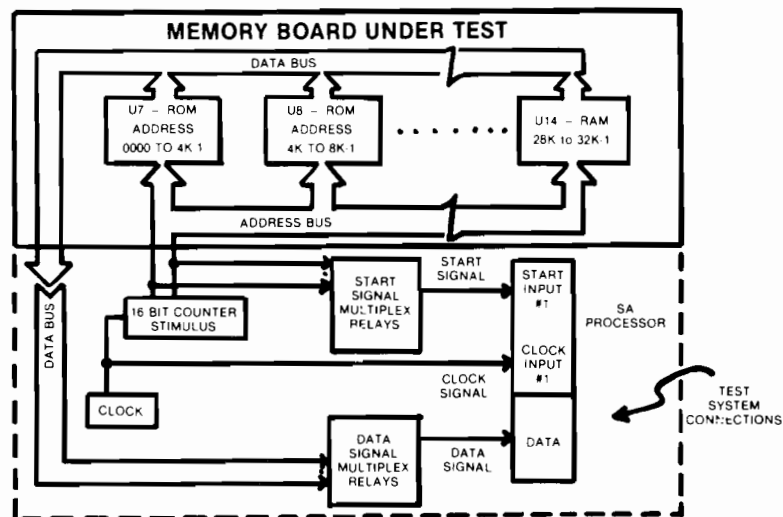 MEMORY BOARD UNDER TEST
DATA BUS
U7 – ROM
ADDRESS
0000 TO 4K-1
U8 – ROM
ADDRESS
4K TO 8K-1
U14 – RAM
28K to 32K-1
ADDRESS BUS
DATA BUS
16 BIT COUNTER
STIMULUS
CLOCK
START
SIGNAL
MULTIPLEX
RELAYS
START
SIGNAL
START
INPUT
#1
SA
PROCESSOR
CLOCK
INPUT
#1
CLOCK
SIGNAL
DATA
SIGNAL
MULTIPLEX
RELAYS
DATA
SIGNAL
DATA
TEST
SYSTEM
CONNECTIONS